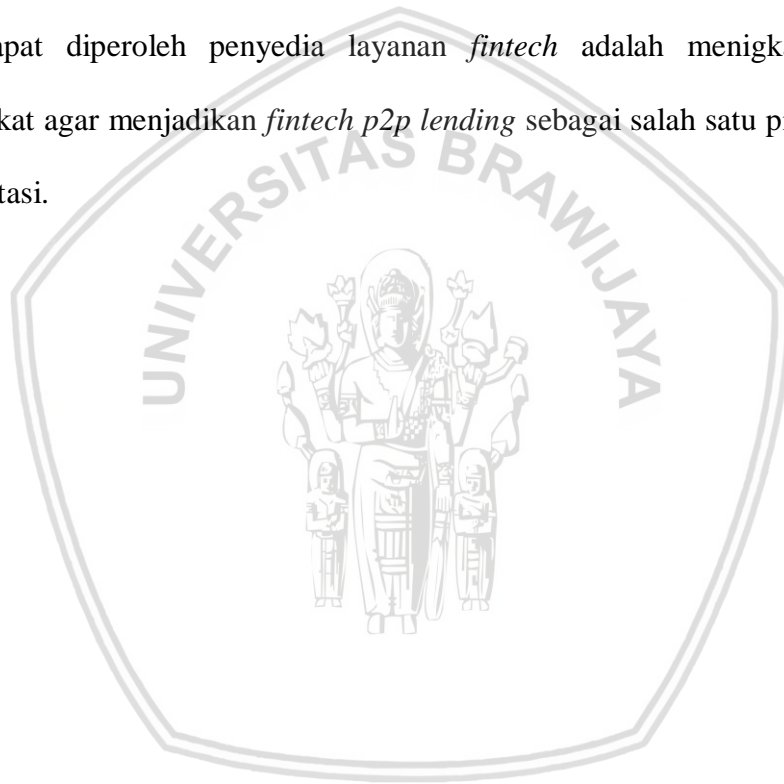 apat diperoleh penyedia layanan fintech adalah menigk
kat agar menjadikan fintech p2p lending sebagai salah satu p
tasi.
UNIVERSITAS BRAWIJAYA